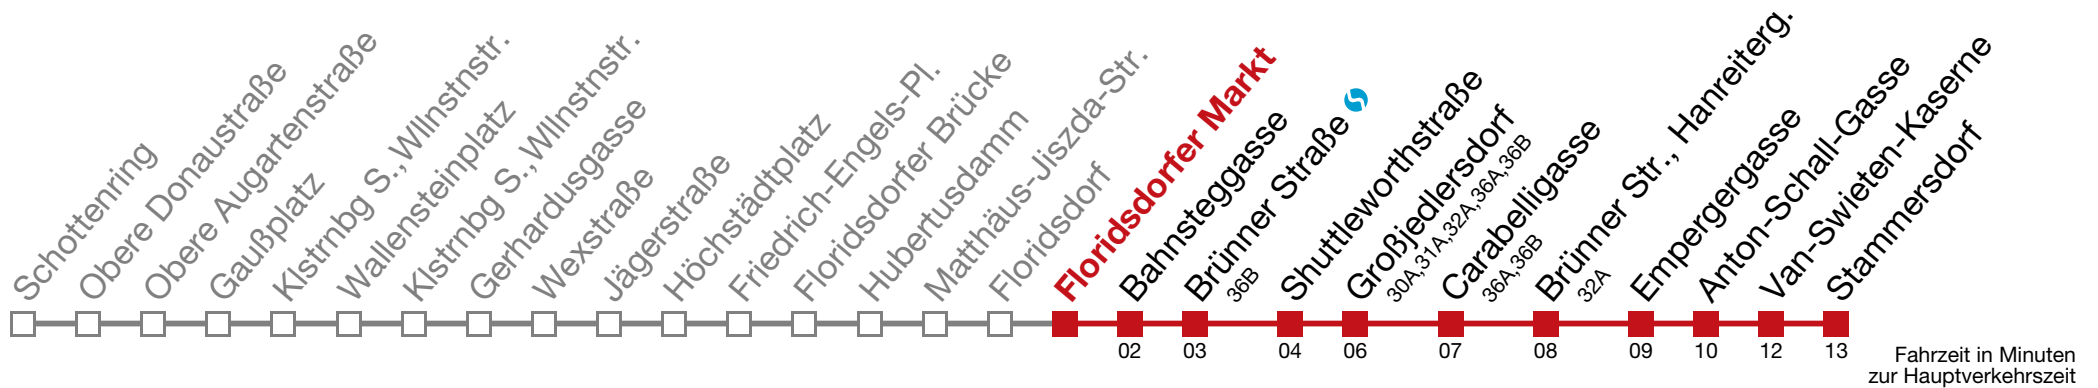 Schottenring
Obere Donaustraße
Obere Augartenstraße
Gaußplatz
Klstrnbg S.,Wllnstnstr.
Wallensteinplatz
Klstrnbg S.,Wllnstnstr.
Gerhardusgasse
Wexstraße
Jägerstraße
Höchstädtplatz
Friedrich-Engels-Pl.
Floridsdorfer Brücke
Hubertusdamm
Matthäus-Jiszda-Str.
Floridsdorf
Floridsdorfer Markt
Bahnsteggasse
02
Brünner Straße
36B
03
Shuttleworthstraße
04
Großjedlersdorf
30A,31A,32A,36A,36B
06
Carabelligasse
36A,36B
07
Brünner Str., Hanreiterg.
32A
08
Empergergasse
09
Anton-Schall-Gasse
10
Van-Swieten-Kaserne
12
Stammersdorf
13
Fahrzeit in Minuten
zur Hauptverkehrszeit